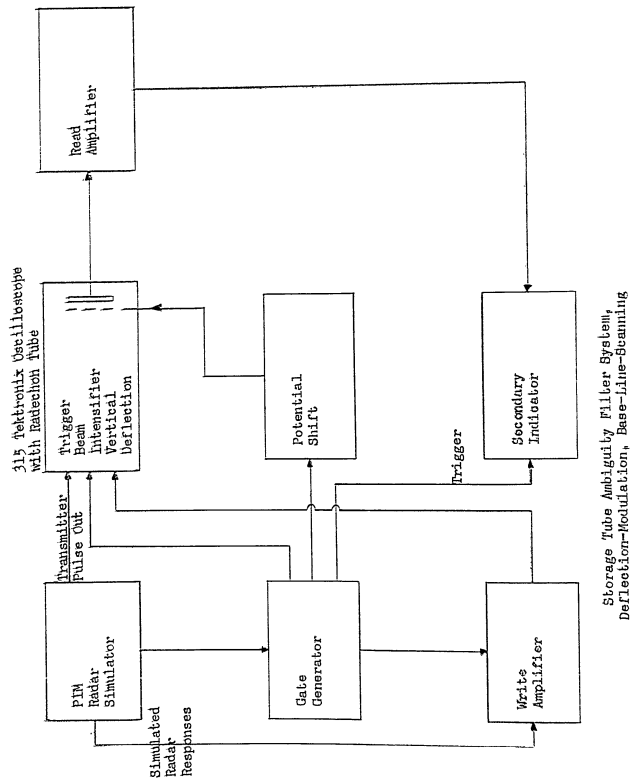 315 Tektronix Oscilloscope
with Radechon Tube
PIM
Radar
Simulator
Transmitter
Pulse Out
Trigger
Beam
Intensifier
Vertical
Deflection
Read
Amplifier
Simulated
Radar
Responses
Gate
Generator
Potential
Shift
Trigger
Write
Amplifier
Secondary
Indicator
Storage Tube Ambiguity Filter System,
Deflection-Modulation, Base-Line-Scanning